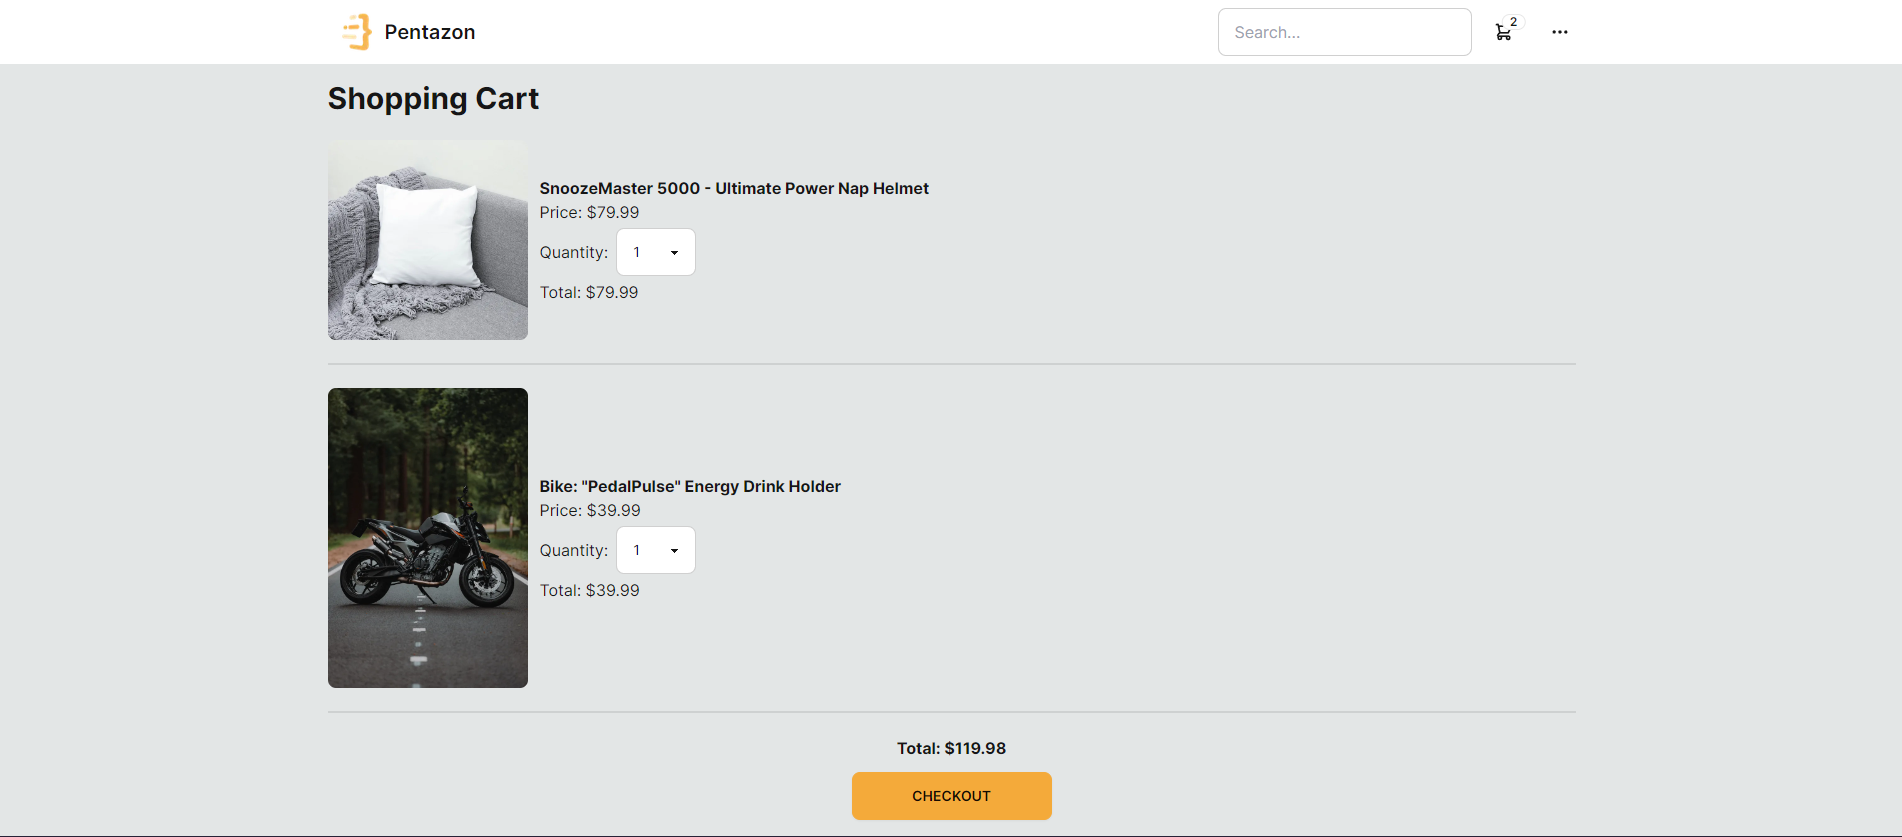 Pentazon
Search...
2
Shopping Cart
SnoozeMaster 5000 - Ultimate Power Nap Helmet
Price: $79.99
Quantity: 1
Total: $79.99
Bike: "PedalPulse" Energy Drink Holder
Price: $39.99
Quantity: 1
Total: $39.99
Total: $119.98
CHECKOUT